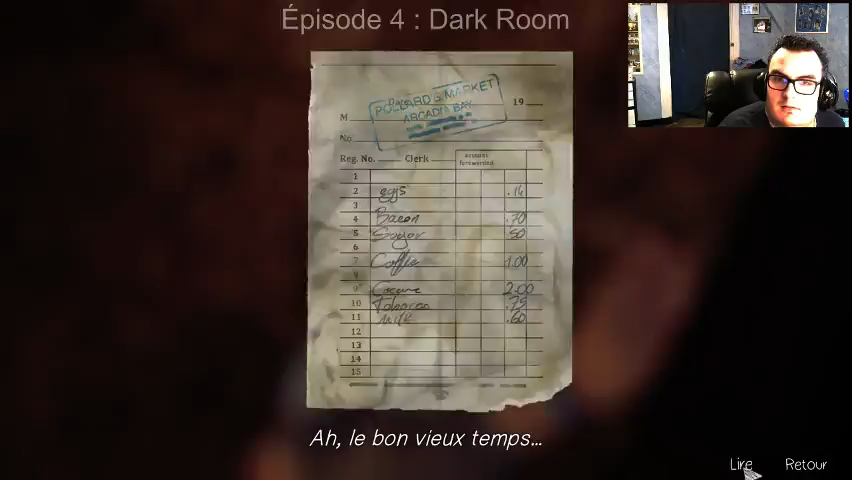 Épisode 4 : Dark Room
POLLARD'S MARKET
ARCADIA BAY
19
M
No.
Reg. No. Clerk account forwarded
1
2 eggs .14
3
4 Bacon .70
5 Sugar 50
6
7 Coffee 1.00
8
9 2.00
10 Tobacco .75
11 milk .60
12
13
14
15
Ah, le bon vieux temps...
Lire Retour